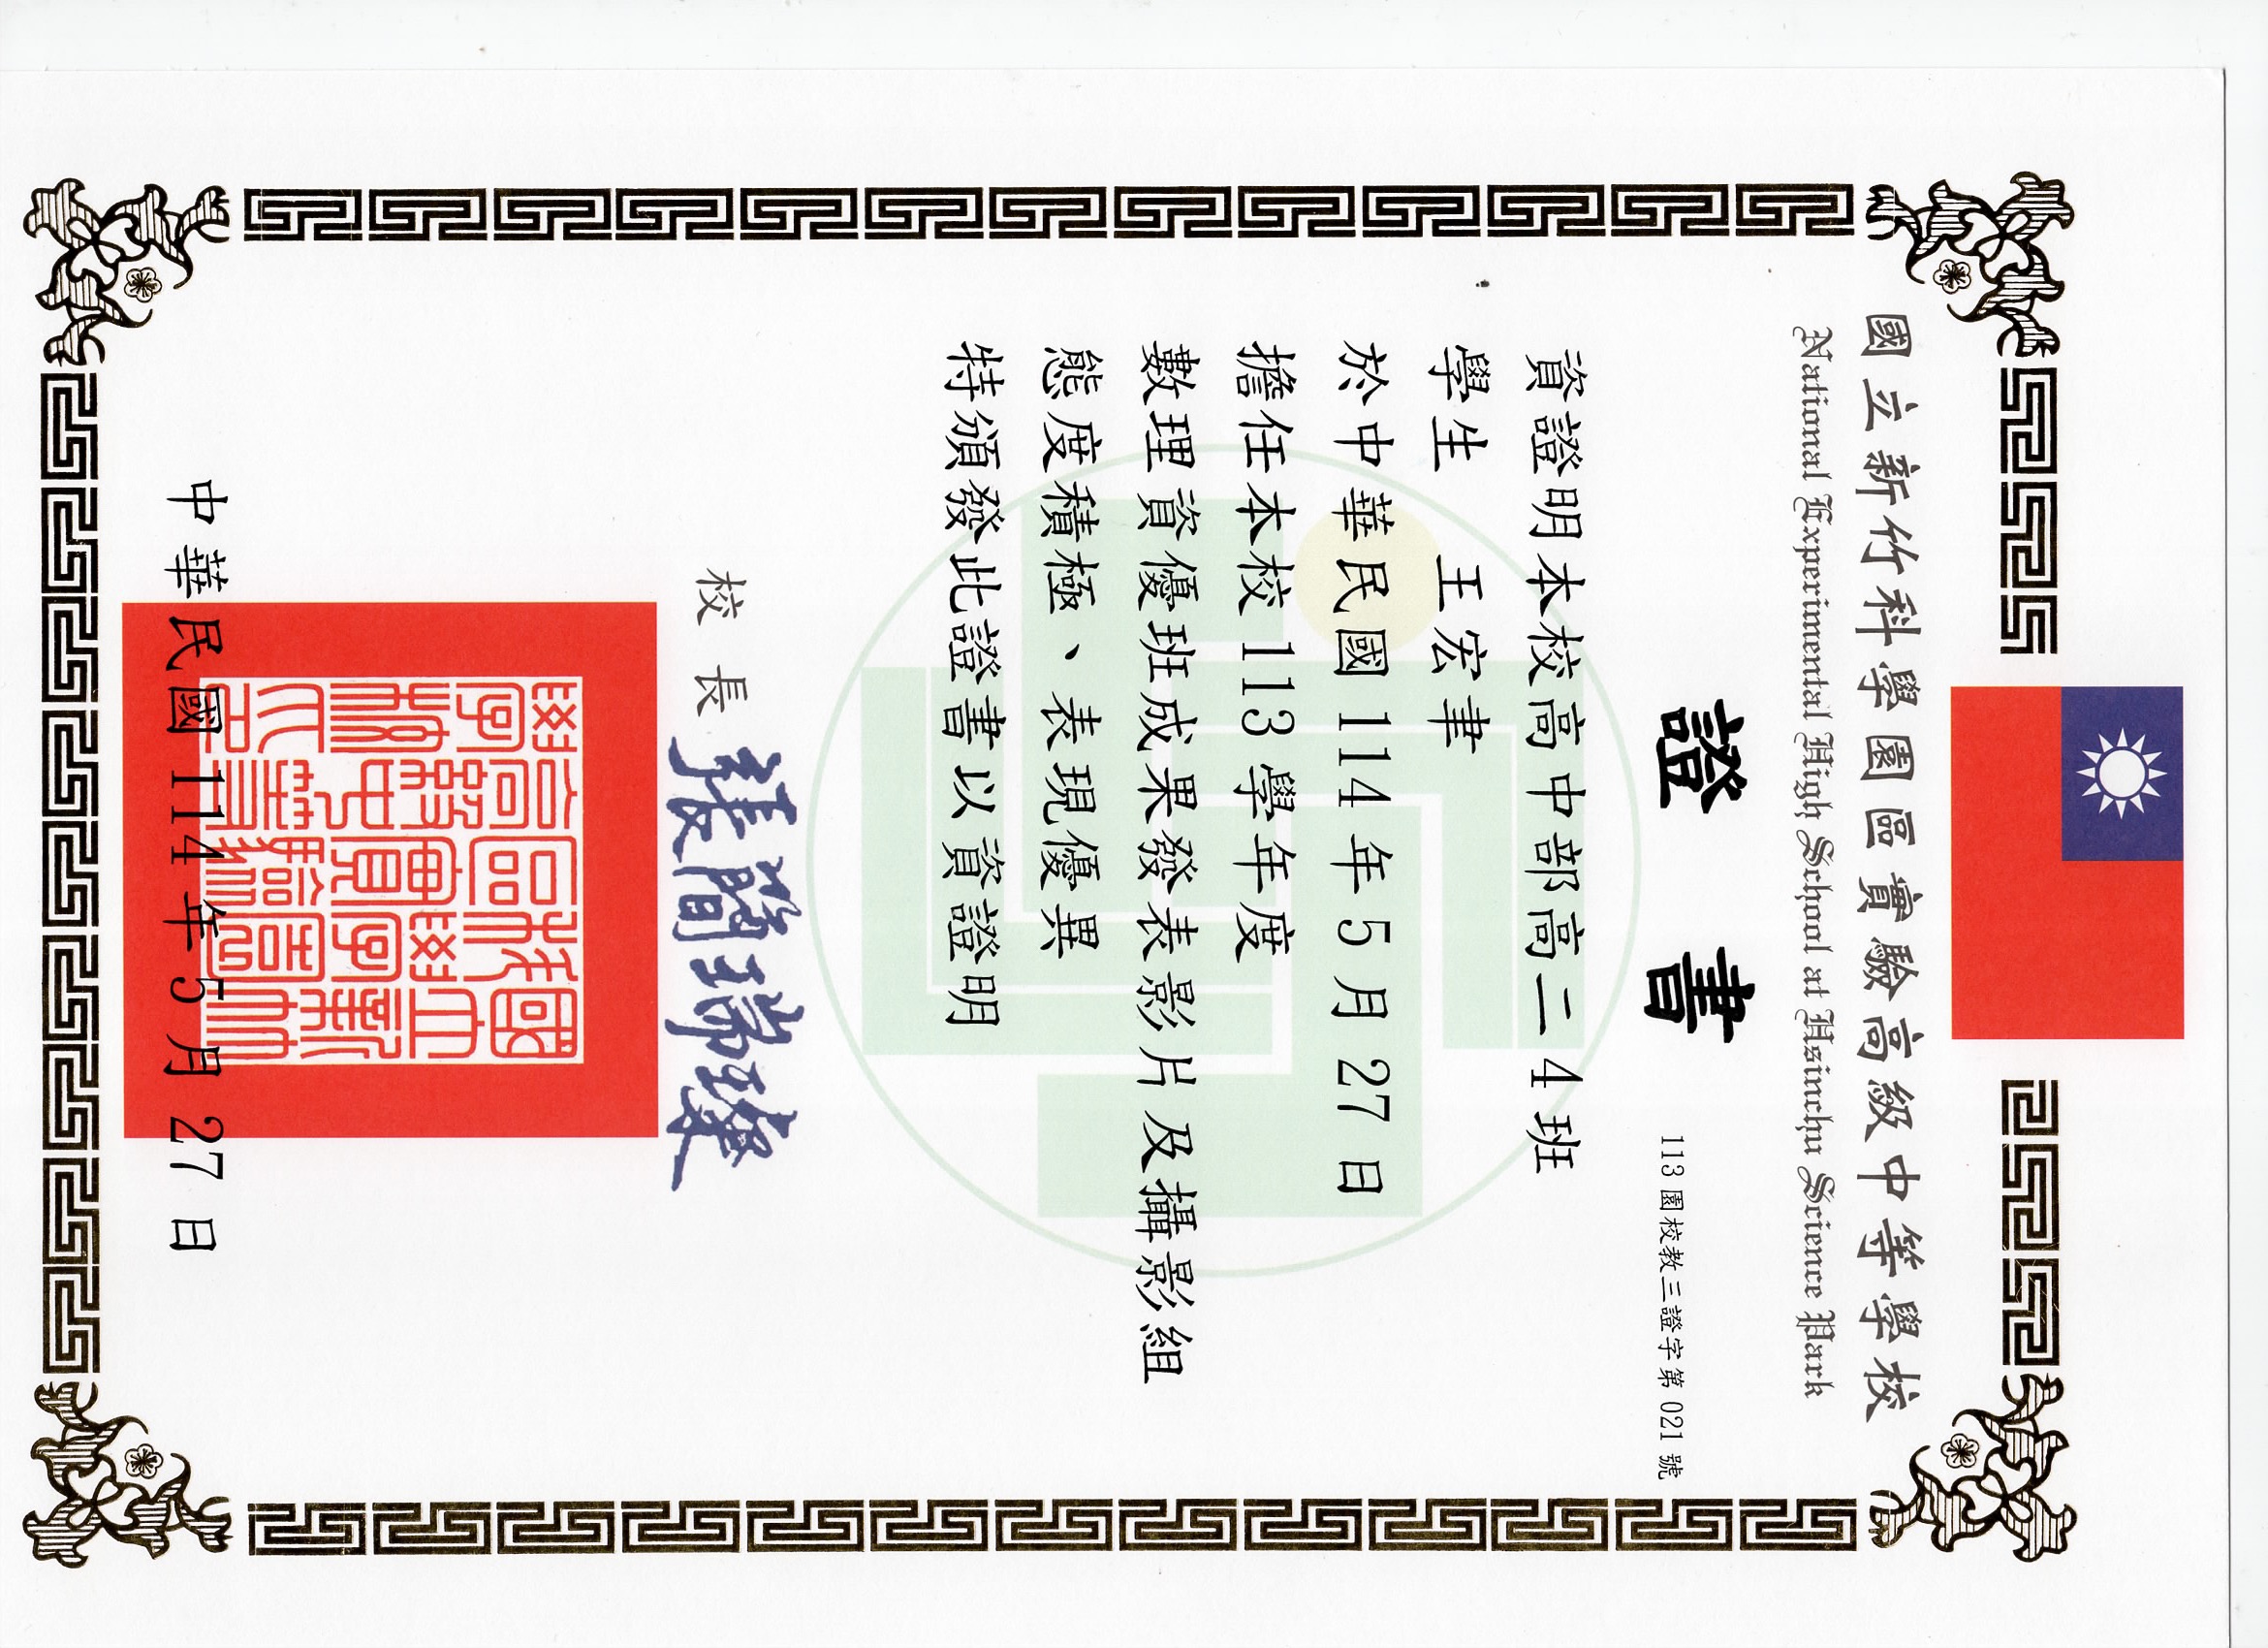 國立新竹科學園區實驗高級中等學校
National Experimental High School at Hsinchu Science Park
證 書
113 園校教三證字第 021 號
資證明本校高中部高二 4 班
學生 王宏聿
於中華民國 114 年 5 月 27 日
擔任本校 113 學年度
數理資優班成果發表影片及攝影組
態度積極、表現優異
特頒發此證書以資證明
校 長 張簡瑞璨
國立新竹
科學園
區實驗
高級中等
學校印
中華民國 114 年 5 月 27 日